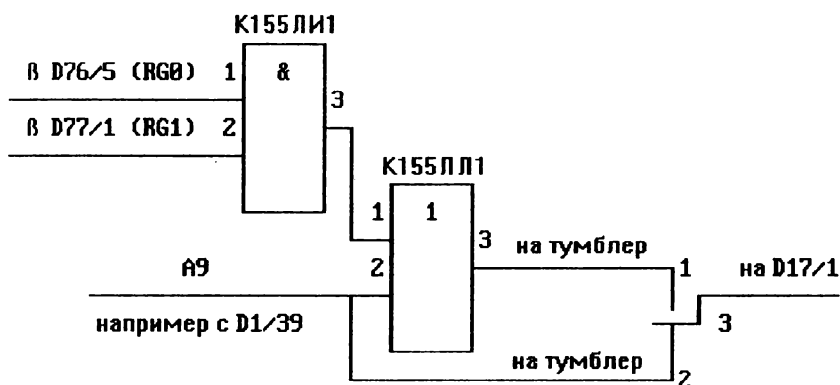 К155ЛИ1
В D76/5 (RG0) 1 &
3
В D77/1 (RG1) 2
К155ЛЛ1
1 1
3 на тумблер
А9 2 1 на D17/1
например с D1/39 3
на тумблер
2